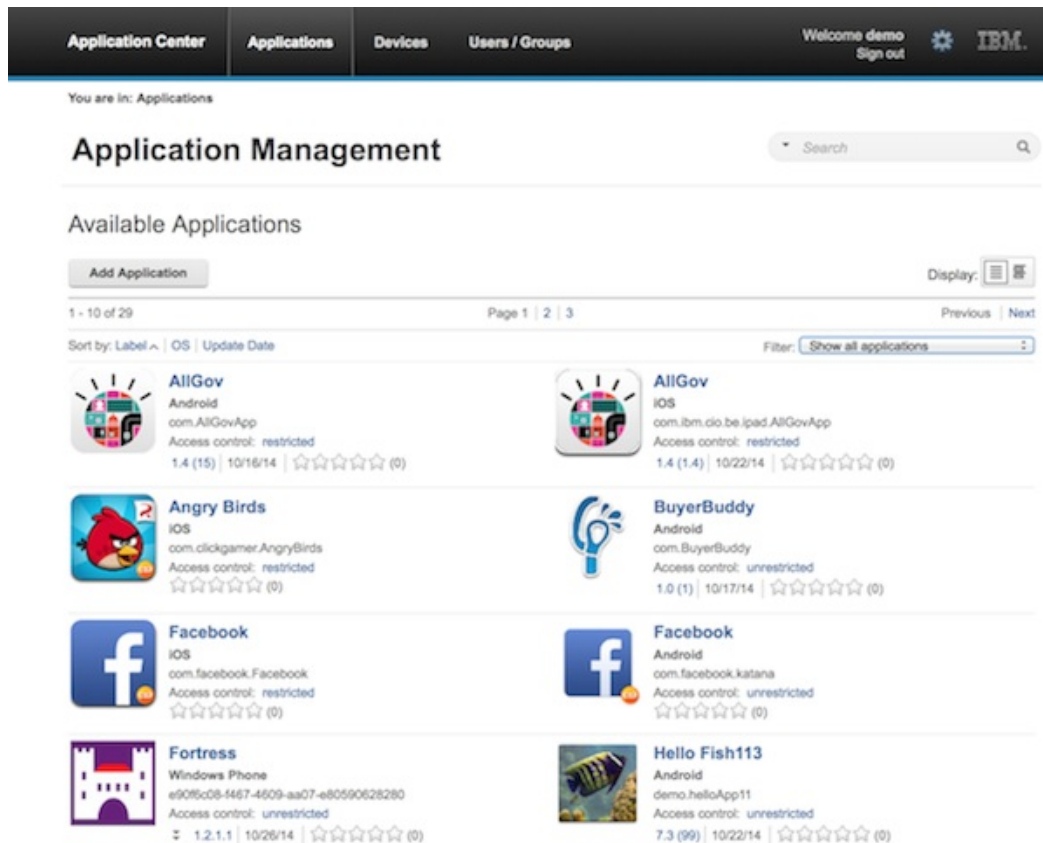 Application Center Applications Devices Users / Groups Welcome demo IBM.
Sign out
You are in: Applications
Application Management Search
Available Applications
Add Application Display:
1 - 10 of 29 Page 1 | 2 | 3 Previous | Next
Sort by: Label | OS | Update Date Filter: Show all applications
AllGov
Android
com.AllGovApp
Access control: restricted
1.4 (15) | 10/16/14 | (0)
AllGov
iOS
com.ibm.cio.be.ipad.AllGovApp
Access control: restricted
1.4 (1.4) | 10/22/14 | (0)
Angry Birds
iOS
com.clickgamer.AngryBirds
Access control: restricted
(0)
BuyerBuddy
Android
com.BuyerBuddy
Access control: unrestricted
1.0 (1) | 10/17/14 | (0)
Facebook
iOS
com.facebook.Facebook
Access control: restricted
(0)
Facebook
Android
com.facebook.katana
Access control: unrestricted
(0)
Fortress
Windows Phone
e90f6c08-f467-4609-aa07-e80590628280
Access control: unrestricted
1.2.1.1 | 10/26/14 | (0)
Hello Fish113
Android
demo.helloApp11
Access control: unrestricted
7.3 (99) | 10/22/14 | (0)